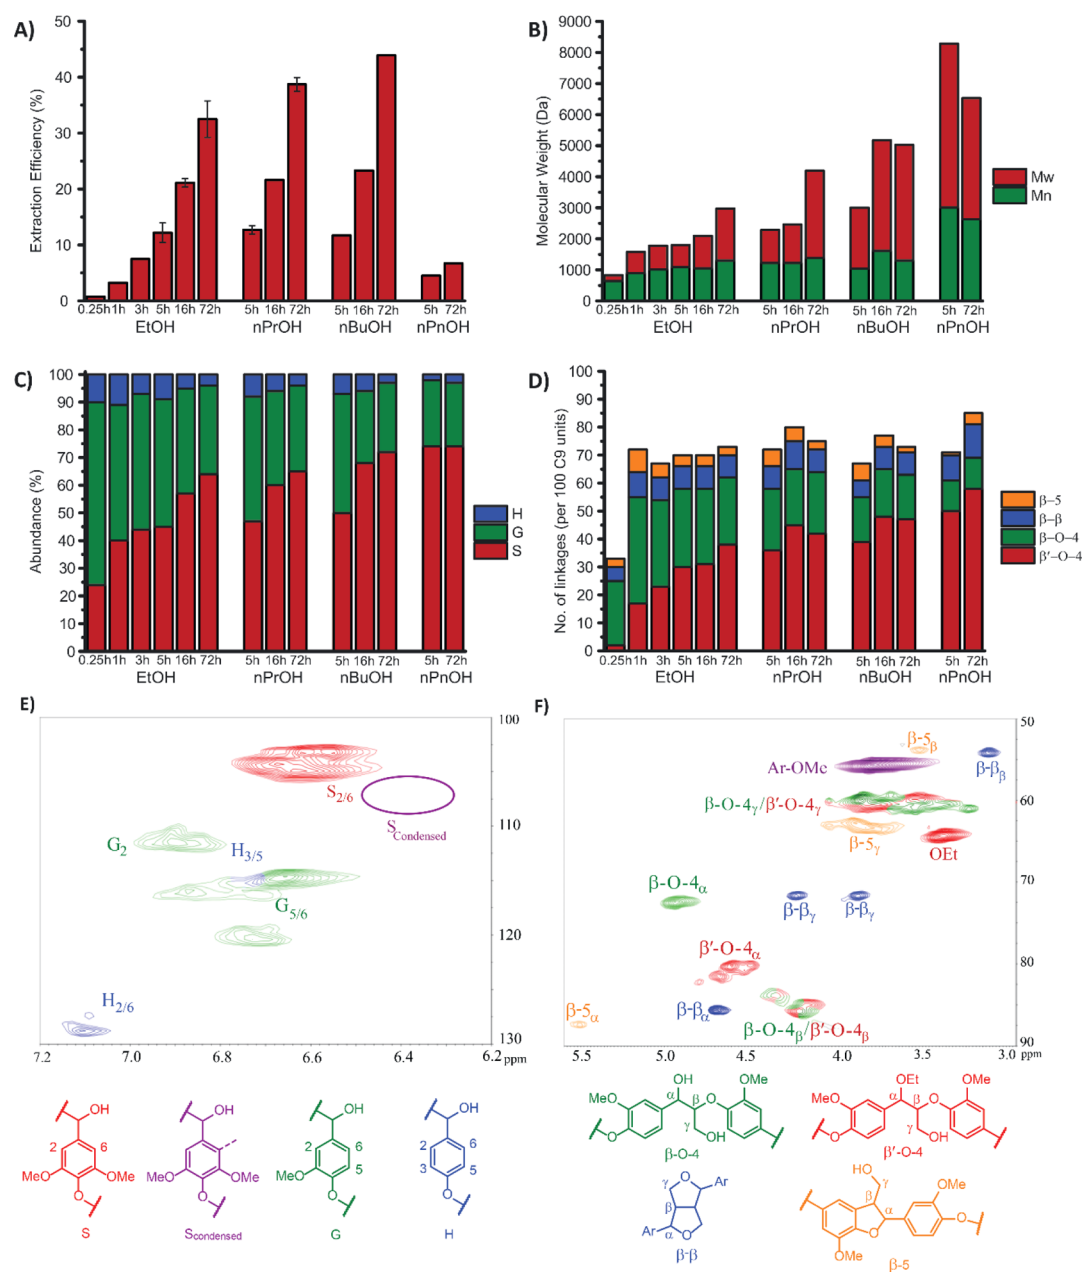 A)
Extraction Efficiency (%)
50
40
30
20
10
0
0.25h 1h 3h 5h 16h 72h 5h 16h 72h 5h 16h 72h 5h 72h
EtOH nPrOH nBuOH nPnOH
B)
Molecular Weight (Da)
9000
8000
7000
6000
5000
4000
3000
2000
1000
0
0.25h 1h 3h 5h 16h 72h 5h 16h 72h 5h 16h 72h 5h 72h
EtOH nPrOH nBuOH nPnOH
Mw
Mn
C)
Abundance (%)
100
90
80
70
60
50
40
30
20
10
0
0.25h 1h 3h 5h 16h 72h 5h 16h 72h 5h 16h 72h 5h 72h
EtOH nPrOH nBuOH nPnOH
H
G
S
D)
No. of linkages (per 100 C9 units)
100
90
80
70
60
50
40
30
20
10
0
0.25h 1h 3h 5h 16h 72h 5h 16h 72h 5h 16h 72h 5h 72h
EtOH nPrOH nBuOH nPnOH
β–5
β–β
β–O–4
β′–O–4
E)
100
S2/6
SCondensed
110
G2
H3/5
G5/6
120
H2/6
130
7.2 7.0 6.8 6.6 6.4 6.2 ppm
F)
50
β-5β
Ar-OMe
β-ββ
β-O-4γ/β′-O-4γ
60
β-5γ
OEt
70
β-O-4α
β-βγ
β-βγ
β′-O-4α
80
β-5α
β-βα
β-O-4β/β′-O-4β
90
5.5 5.0 4.5 4.0 3.5 3.0 ppm
OH
2 6
MeO OMe
O
S
OH
MeO OMe
O
Scondensed
OH
2 6
5
MeO
O
G
OH
2 6
3 5
O
H
OH OMe
MeO α β O
γ
O OH
β-O-4
OEt OMe
MeO α β O
γ
O OH
β′-O-4
γ O Ar
β
Ar α O
β-β
HO γ
OMe
β α
O O
OMe
β-5